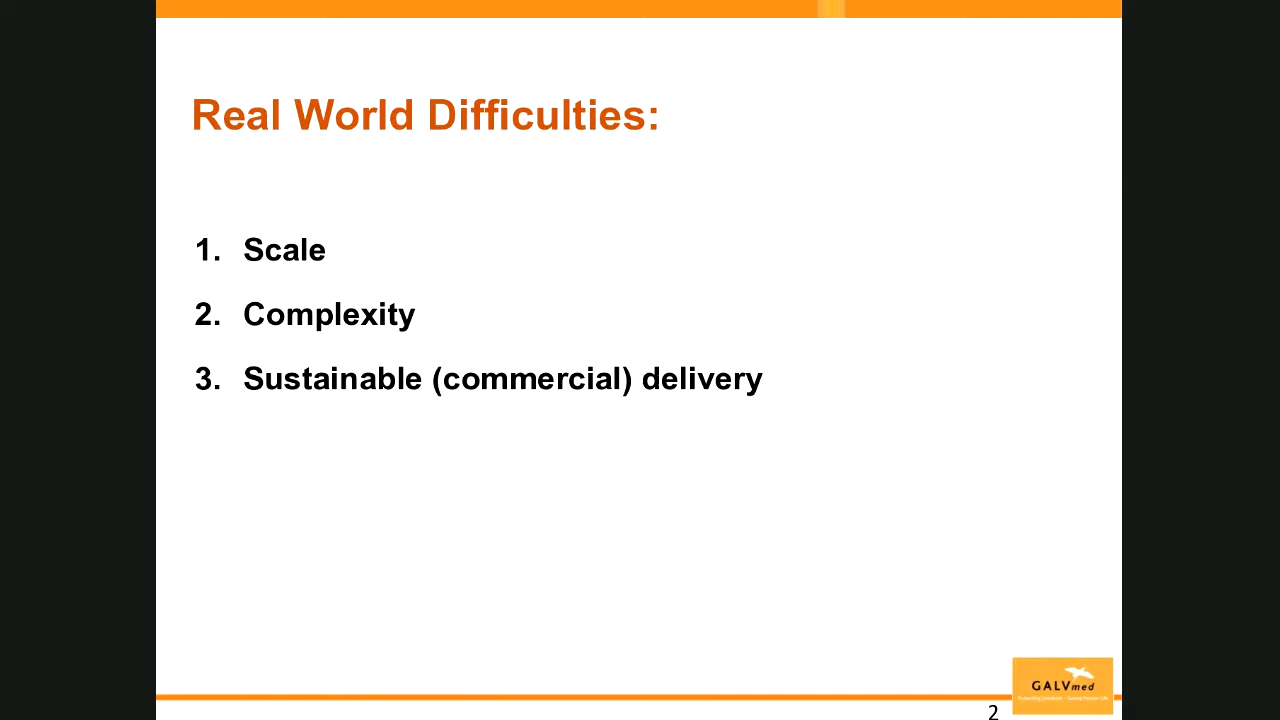 Real World Difficulties:
1. Scale
2. Complexity
3. Sustainable (commercial) delivery
GALVmed
2